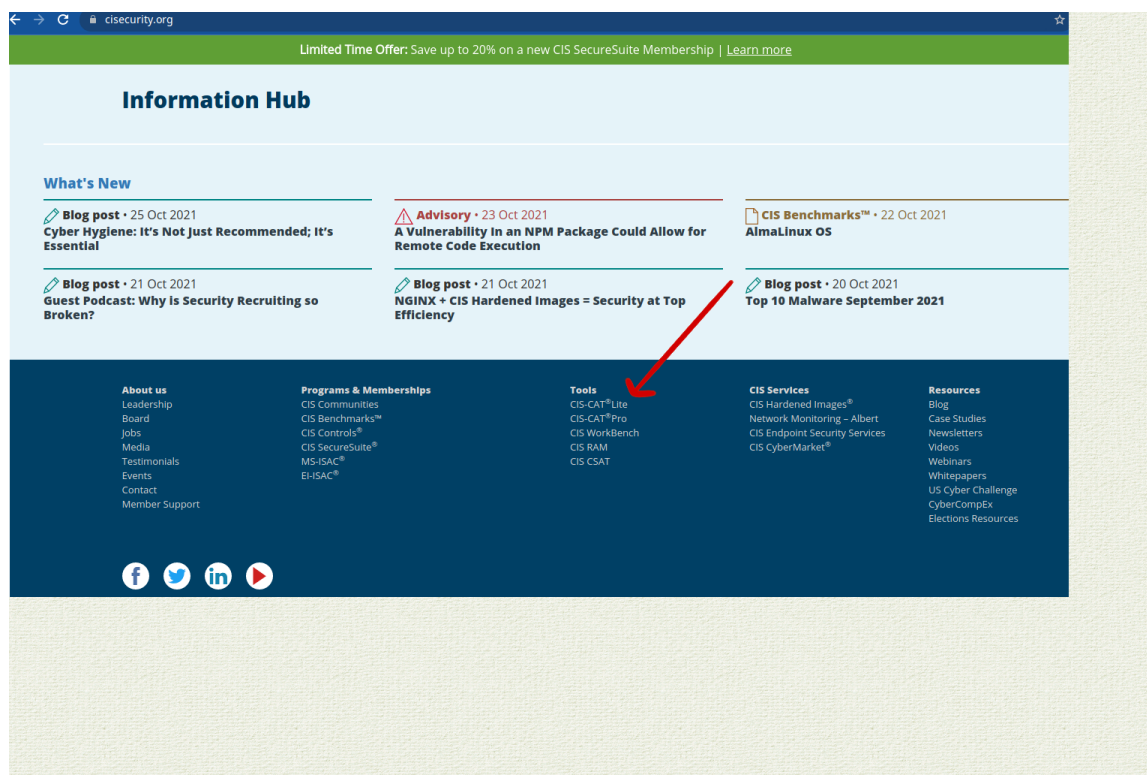 cisecurity.org
Limited Time Offer: Save up to 20% on a new CIS SecureSuite Membership | Learn more
Information Hub
What's New
Blog post • 25 Oct 2021
Cyber Hygiene: It's Not Just Recommended; It's
Essential
Advisory • 23 Oct 2021
A Vulnerability In an NPM Package Could Allow for
Remote Code Execution
CIS Benchmarks™ • 22 Oct 2021
AlmaLinux OS
Blog post • 21 Oct 2021
Guest Podcast: Why is Security Recruiting so
Broken?
Blog post • 21 Oct 2021
NGINX + CIS Hardened Images = Security at Top
Efficiency
Blog post • 20 Oct 2021
Top 10 Malware September 2021
About us
Leadership
Board
Jobs
Media
Testimonials
Events
Contact
Member Support
Programs & Memberships
CIS Communities
CIS Benchmarks™
CIS Controls®
CIS SecureSuite®
MS-ISAC®
EI-ISAC®
Tools
CIS-CAT®Lite
CIS-CAT®Pro
CIS WorkBench
CIS RAM
CIS CSAT
CIS Services
CIS Hardened Images®
Network Monitoring – Albert
CIS Endpoint Security Services
CIS CyberMarket®
Resources
Blog
Case Studies
Newsletters
Videos
Webinars
Whitepapers
US Cyber Challenge
CyberCompEx
Elections Resources